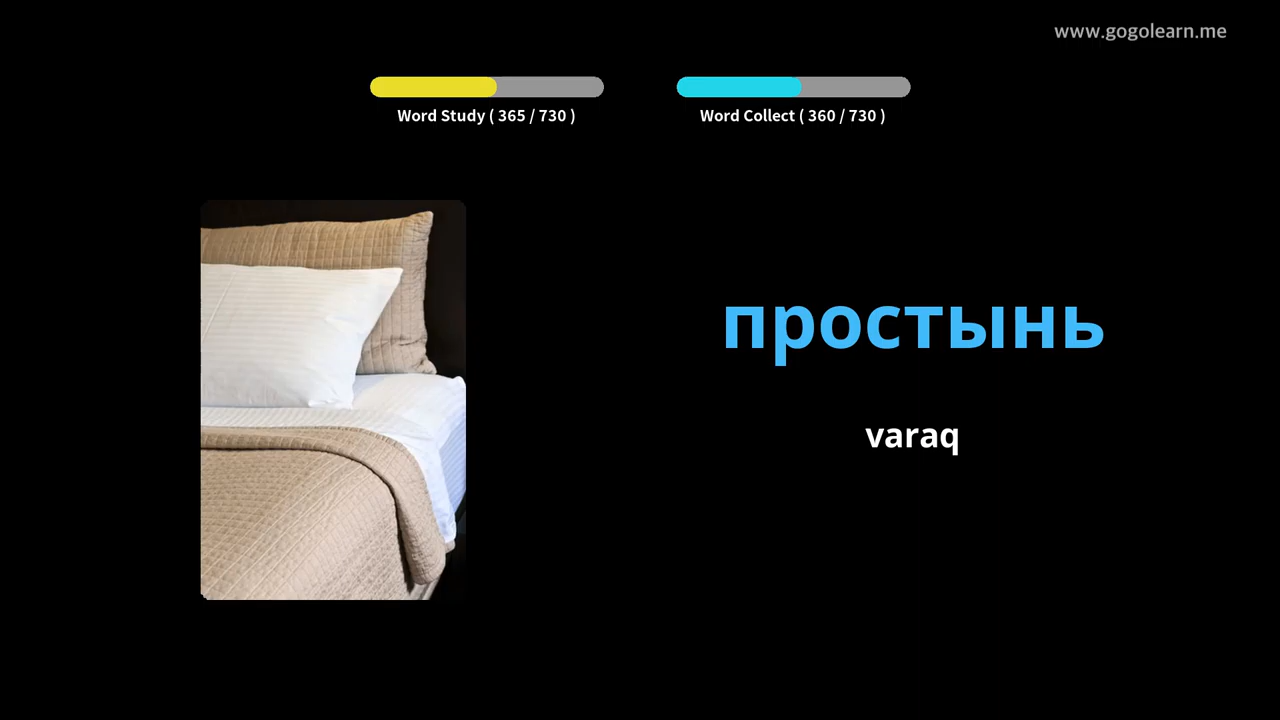 www.gogolearn.me
Word Study ( 365 / 730 )
Word Collect ( 360 / 730 )
простынь
varaq